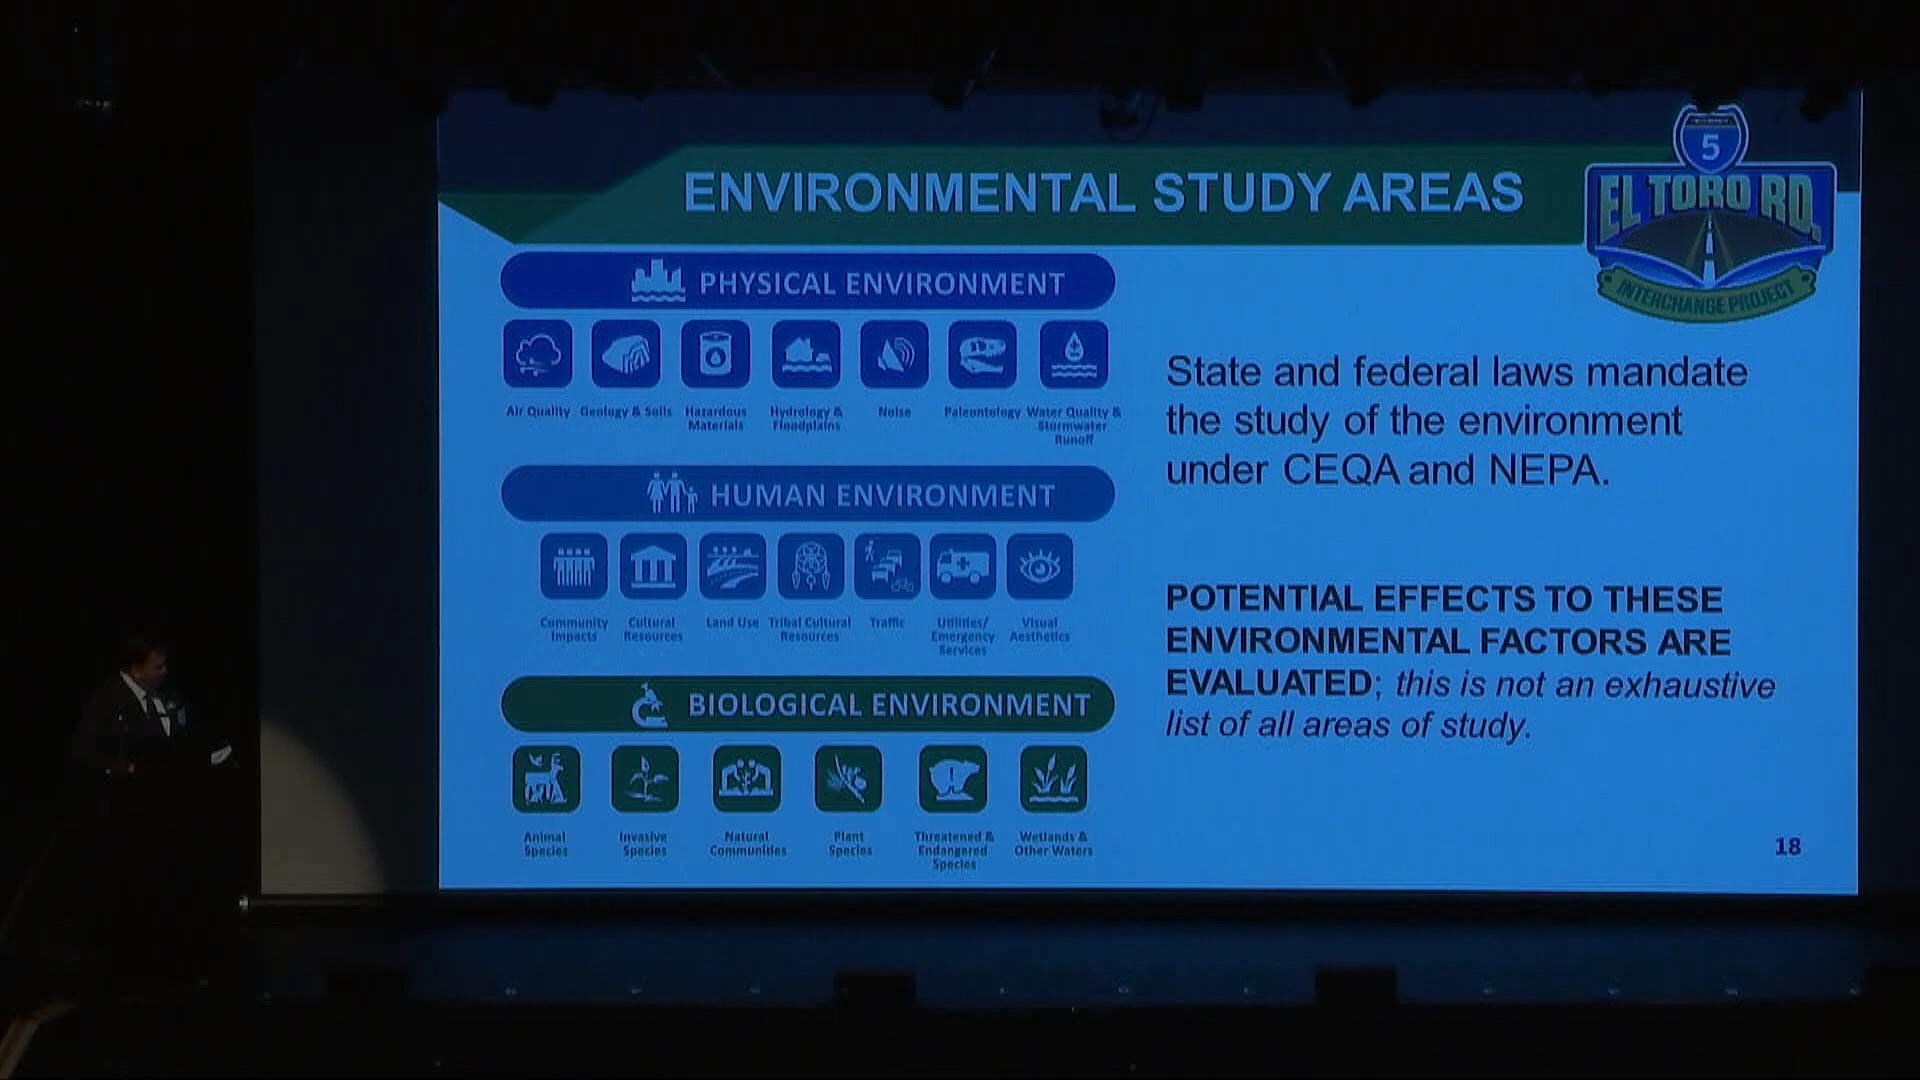 ENVIRONMENTAL STUDY AREAS
5
EL TORO RD.
INTERCHANGE PROJECT
PHYSICAL ENVIRONMENT
Air Quality
Geology & Soils
Hazardous
Materials
Hydrology &
Floodplains
Noise
Paleontology
Water Quality &
Stormwater
Runoff
HUMAN ENVIRONMENT
Community
Impacts
Cultural
Resources
Land Use
Tribal Cultural
Resources
Traffic
Utilities/
Emergency
Services
Visual
Aesthetics
BIOLOGICAL ENVIRONMENT
Animal
Species
Invasive
Species
Natural
Communities
Plant
Species
Threatened &
Endangered
Species
Wetlands &
Other Waters
State and federal laws mandate
the study of the environment
under CEQA and NEPA.
POTENTIAL EFFECTS TO THESE
ENVIRONMENTAL FACTORS ARE
EVALUATED; this is not an exhaustive
list of all areas of study.
18